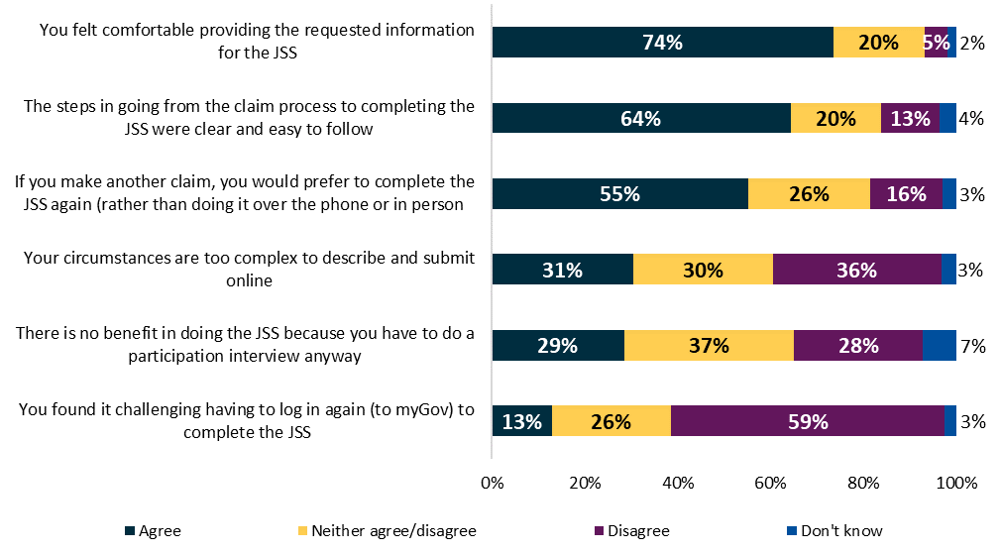 You felt comfortable providing the requested information
for the JSS
74% 20% 5% 2%
The steps in going from the claim process to completing the
JSS were clear and easy to follow
64% 20% 13% 4%
If you make another claim, you would prefer to complete the
JSS again (rather than doing it over the phone or in person
55% 26% 16% 3%
Your circumstances are too complex to describe and submit
online
31% 30% 36% 3%
There is no benefit in doing the JSS because you have to do a
participation interview anyway
29% 37% 28% 7%
You found it challenging having to log in again (to myGov) to
complete the JSS
13% 26% 59% 3%
0% 20% 40% 60% 80% 100%
Agree Neither agree/disagree Disagree Don't know